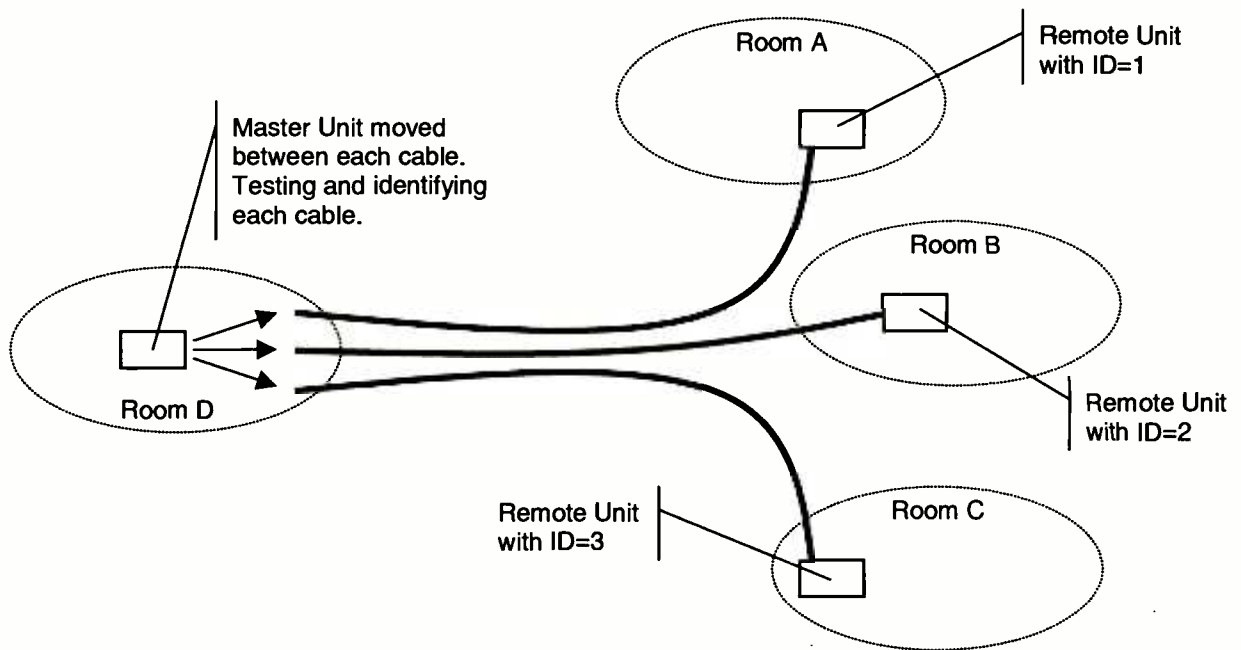 Room A
Remote Unit
with ID=1
Master Unit moved
between each cable.
Testing and identifying
each cable.
Room B
Room D
Remote Unit
with ID=2
Remote Unit
with ID=3
Room C